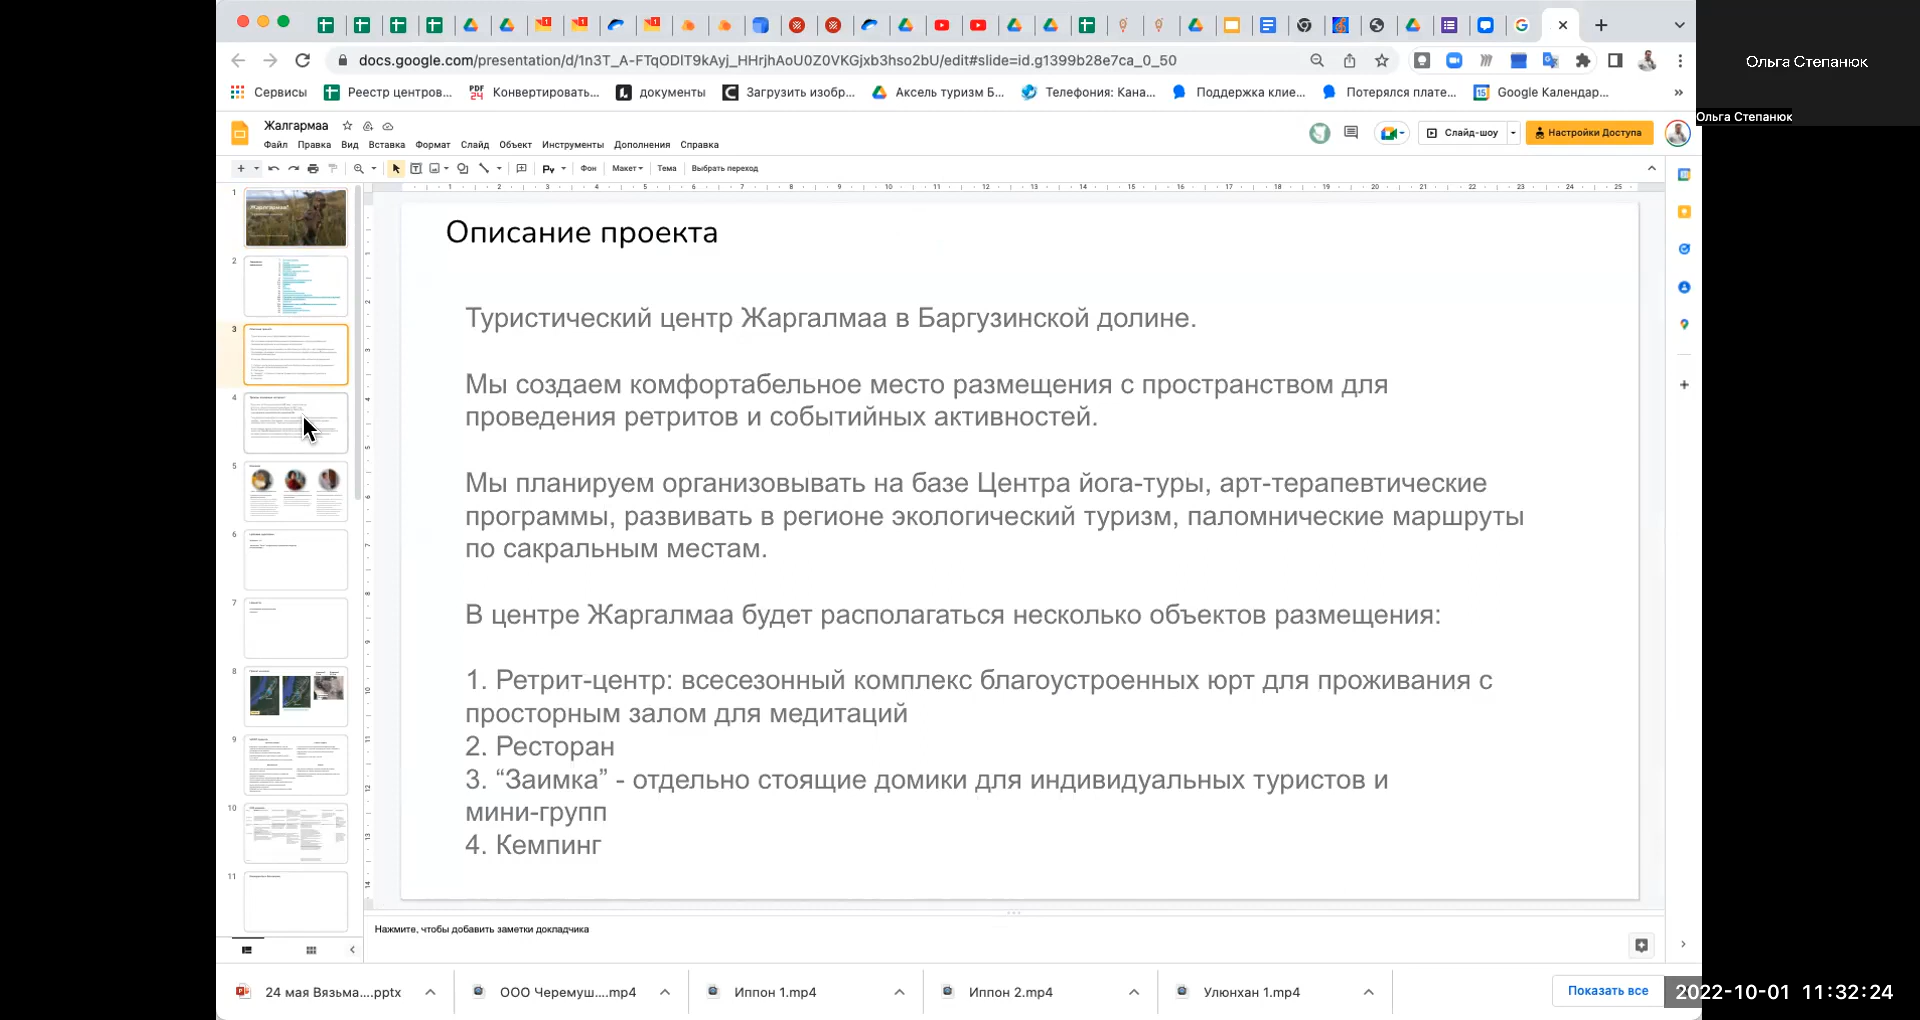 Ольга Степанюк
Ольга Степанюк
docs.google.com/presentation/d/1n3T_A-FTqODIT9kAyj_HHrjhAoU0Z0VKGjxb3hso2bU/edit#slide=id.g1399b28e7ca_0_50
Сервисы
Реестр центров...
Конвертировать...
документы
Загрузить изобр...
Аксель туризм Б...
Телефония: Кана...
Поддержка клие...
Потерялся плате...
Google Календар...
Жалгармаа
Файл Правка Вид Вставка Формат Слайд Объект Инструменты Дополнения Справка
Слайд-шоу
Настройки Доступа
Фон Макет Тема Выбрать переход
Описание проекта
Туристический центр Жаргалмаа в Баргузинской долине.
Мы создаем комфортабельное место размещения с пространством для
проведения ретритов и событийных активностей.
Мы планируем организовывать на базе Центра йога-туры, арт-терапевтические
программы, развивать в регионе экологический туризм, паломнические маршруты
по сакральным местам.
В центре Жаргалмаа будет располагаться несколько объектов размещения:
1. Ретрит-центр: всесезонный комплекс благоустроенных юрт для проживания с
просторным залом для медитаций
2. Ресторан
3. “Заимка” - отдельно стоящие домики для индивидуальных туристов и
мини-групп
4. Кемпинг
Нажмите, чтобы добавить заметки докладчика
24 мая Вязьма....pptx
ООО Черемуш....mp4
Иппон 1.mp4
Иппон 2.mp4
Улюнхан 1.mp4
Показать все
2022-10-01 11:32:24